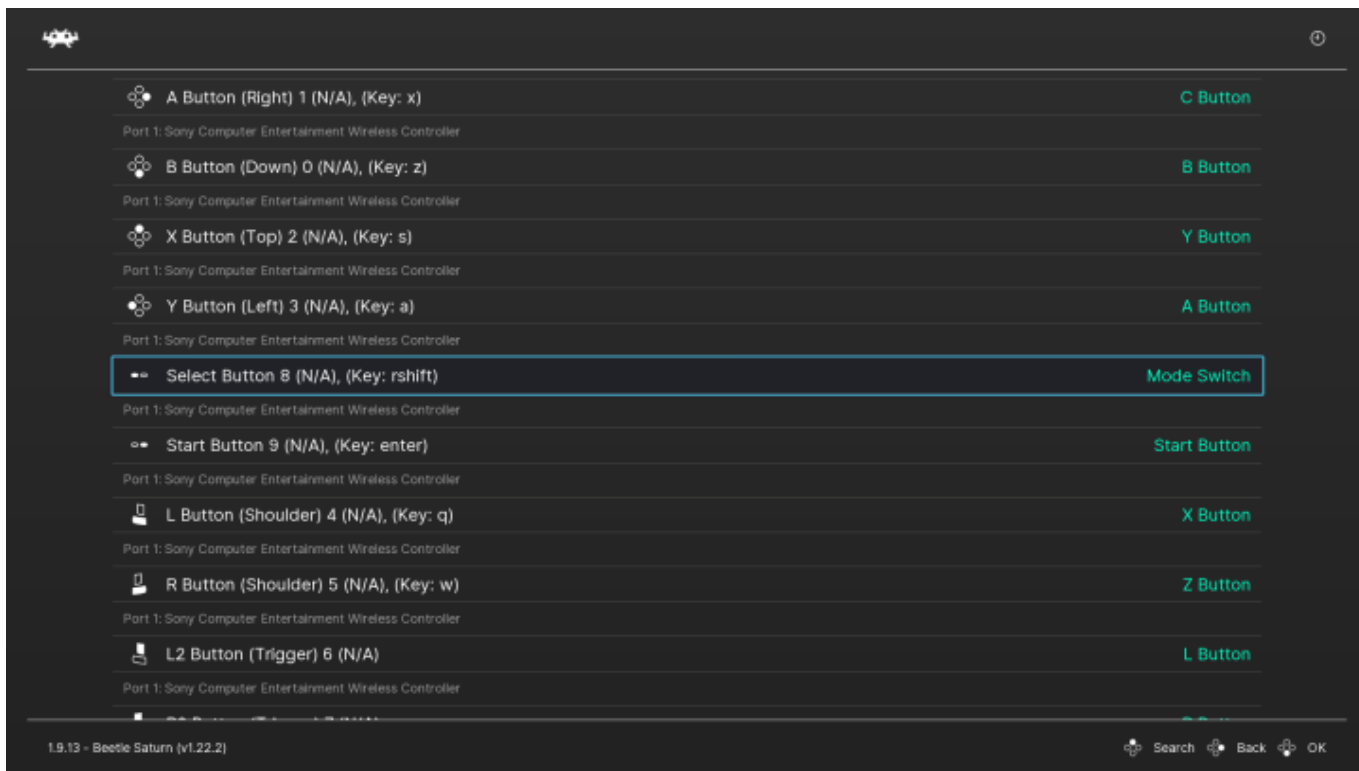 A Button (Right) 1 (N/A), (Key: x) C Button
Port 1: Sony Computer Entertainment Wireless Controller
B Button (Down) 0 (N/A), (Key: z) B Button
Port 1: Sony Computer Entertainment Wireless Controller
X Button (Top) 2 (N/A), (Key: s) Y Button
Port 1: Sony Computer Entertainment Wireless Controller
Y Button (Left) 3 (N/A), (Key: a) A Button
Port 1: Sony Computer Entertainment Wireless Controller
Select Button 8 (N/A), (Key: rshift) Mode Switch
Port 1: Sony Computer Entertainment Wireless Controller
Start Button 9 (N/A), (Key: enter) Start Button
Port 1: Sony Computer Entertainment Wireless Controller
L Button (Shoulder) 4 (N/A), (Key: q) X Button
Port 1: Sony Computer Entertainment Wireless Controller
R Button (Shoulder) 5 (N/A), (Key: w) Z Button
Port 1: Sony Computer Entertainment Wireless Controller
L2 Button (Trigger) 6 (N/A) L Button
Port 1: Sony Computer Entertainment Wireless Controller
1.9.13 - Beetle Saturn (v1.22.2) Search Back OK